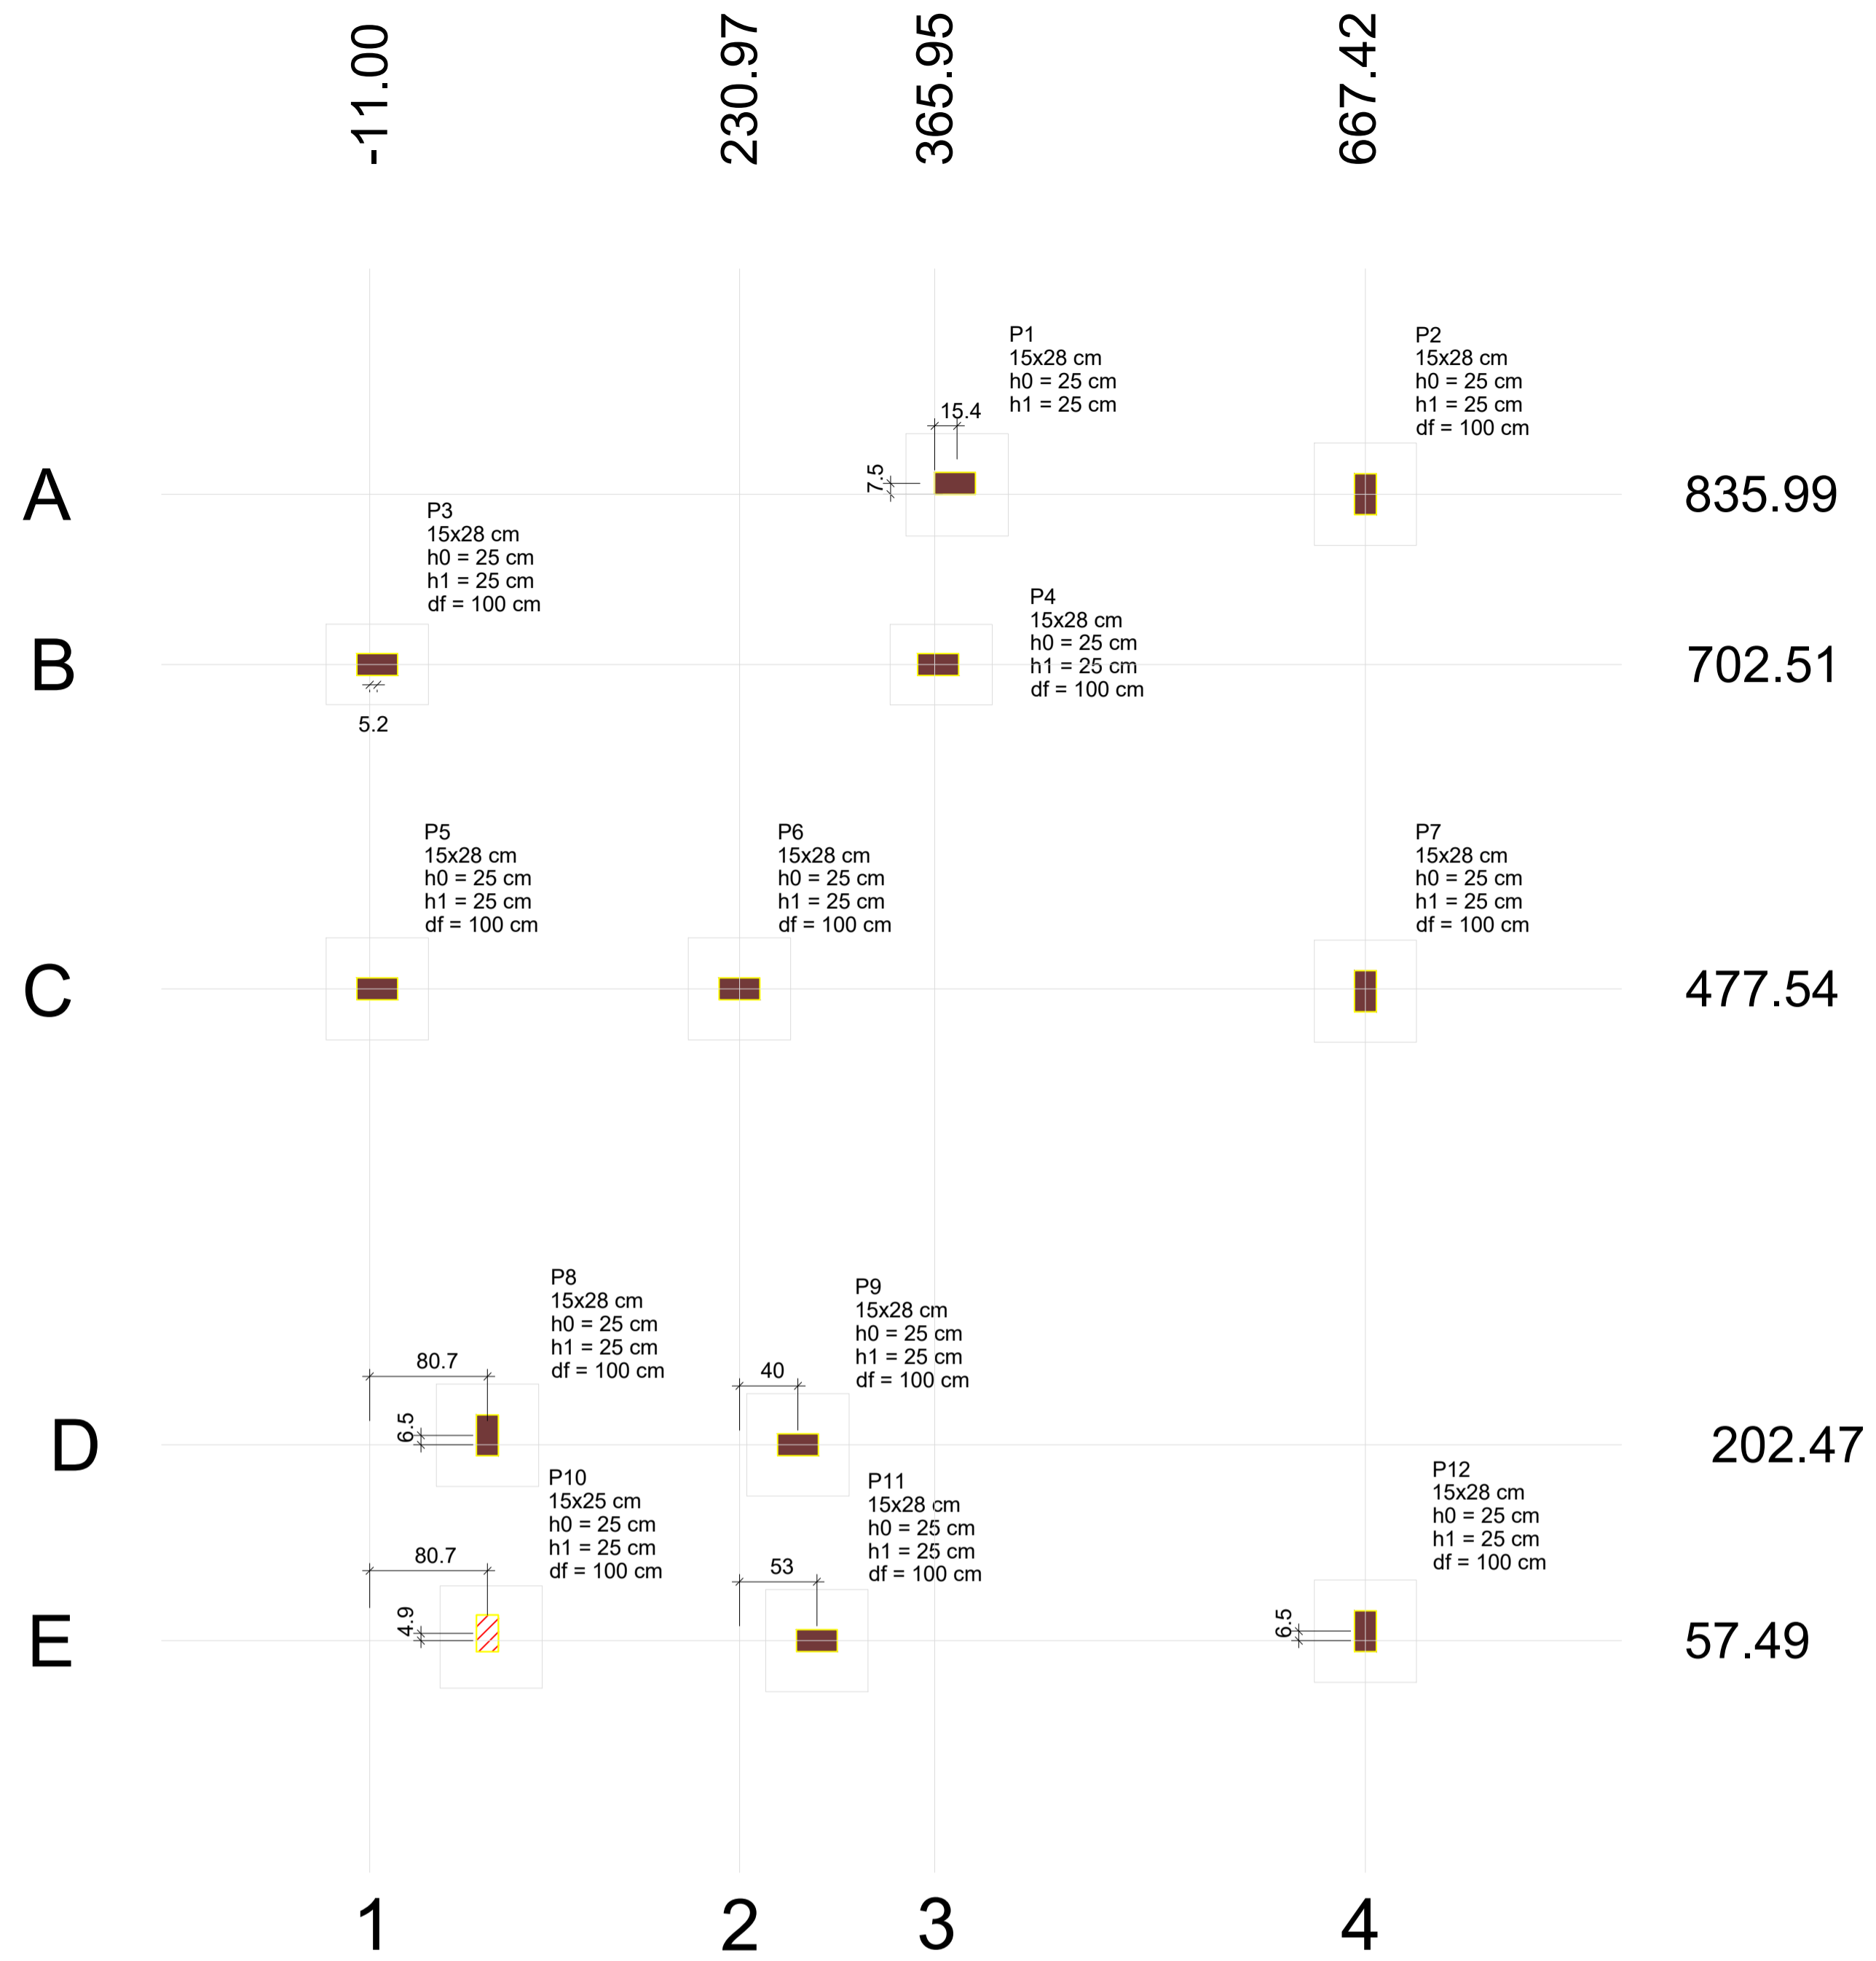 -11.00
230.97
365.95
667.42
P1
15x28 cm
h0 = 25 cm
h1 = 25 cm
15.4
7.5
P2
15x28 cm
h0 = 25 cm
h1 = 25 cm
df = 100 cm
A
835.99
P3
15x28 cm
h0 = 25 cm
h1 = 25 cm
df = 100 cm
5.2
P4
15x28 cm
h0 = 25 cm
h1 = 25 cm
df = 100 cm
B
702.51
P5
15x28 cm
h0 = 25 cm
h1 = 25 cm
df = 100 cm
P6
15x28 cm
h0 = 25 cm
h1 = 25 cm
df = 100 cm
P7
15x28 cm
h0 = 25 cm
h1 = 25 cm
df = 100 cm
C
477.54
P8
15x28 cm
h0 = 25 cm
h1 = 25 cm
df = 100 cm
80.7
6.5
P9
15x28 cm
h0 = 25 cm
h1 = 25 cm
df = 100 cm
40
D
202.47
P10
15x25 cm
h0 = 25 cm
h1 = 25 cm
df = 100 cm
80.7
4.9
P11
15x28 cm
h0 = 25 cm
h1 = 25 cm
df = 100 cm
53
P12
15x28 cm
h0 = 25 cm
h1 = 25 cm
df = 100 cm
6.5
E
57.49
1
2
3
4